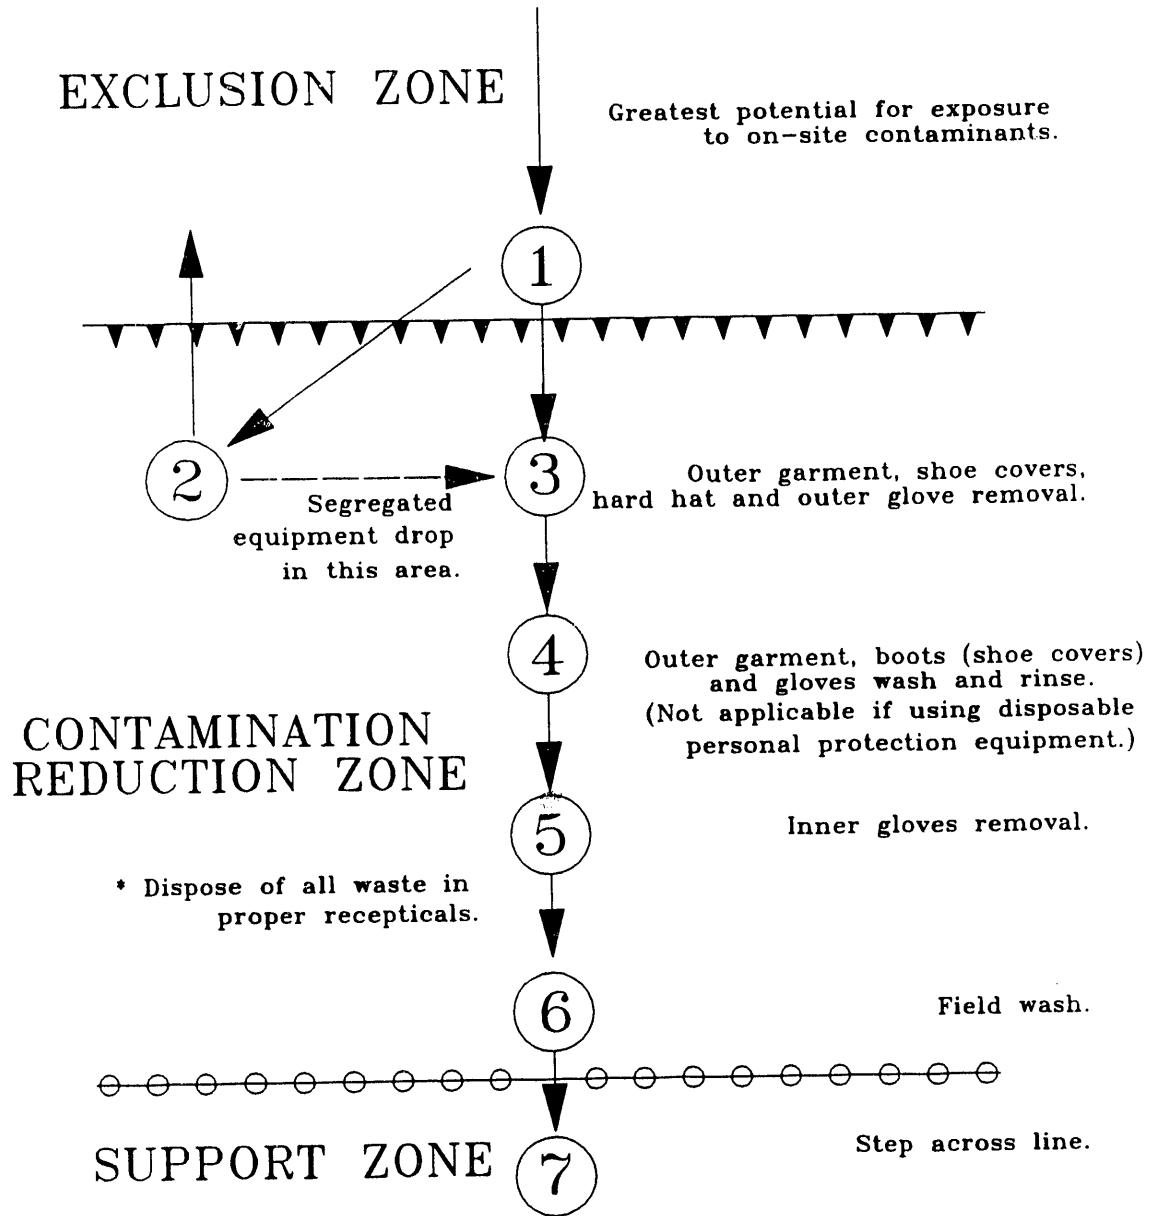 EXCLUSION ZONE
Greatest potential for exposure
to on-site contaminants.
1
2
3
Outer garment, shoe covers,
hard hat and outer glove removal.
Segregated
equipment drop
in this area.
4
Outer garment, boots (shoe covers)
and gloves wash and rinse.
(Not applicable if using disposable
personal protection equipment.)
CONTAMINATION
REDUCTION ZONE
5
Inner gloves removal.
* Dispose of all waste in
proper recepticals.
6
Field wash.
SUPPORT ZONE
7
Step across line.